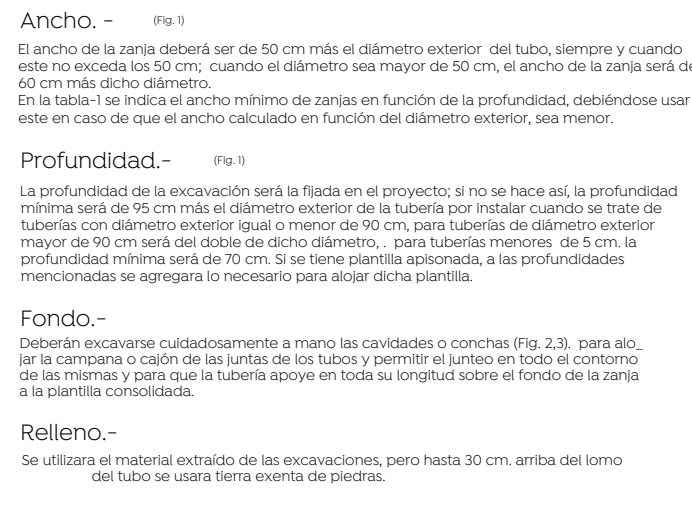 Ancho. - (Fig. 1)
El ancho de la zanja deberá ser de 50 cm más el diámetro exterior del tubo, siempre y cuando
este no exceda los 50 cm; cuando el diámetro sea mayor de 50 cm, el ancho de la zanja será de
60 cm más dicho diámetro.
En la tabla-1 se indica el ancho mínimo de zanjas en función de la profundidad, debiéndose usar
este en caso de que el ancho calculado en función del diámetro exterior, sea menor.
Profundidad.- (Fig. 1)
La profundidad de la excavación será la fijada en el proyecto; si no se hace así, la profundidad
mínima será de 95 cm más el diámetro exterior de la tubería por instalar cuando se trate de
tuberías con diámetro exterior igual o menor de 90 cm, para tuberías de diámetro exterior
mayor de 90 cm será del doble de dicho diámetro, . para tuberías menores de 5 cm. la
profundidad mínima será de 70 cm. Si se tiene plantilla apisonada, a las profundidades
mencionadas se agregara lo necesario para alojar dicha plantilla.
Fondo.-
Deberán excavarse cuidadosamente a mano las cavidades o conchas (Fig. 2,3). para alo_
jar la campana o cajón de las juntas de los tubos y permitir el junteo en todo el contorno
de las mismas y para que la tubería apoye en toda su longitud sobre el fondo de la zanja
a la plantilla consolidada.
Relleno.-
Se utilizara el material extraído de las excavaciones, pero hasta 30 cm. arriba del lomo
del tubo se usara tierra exenta de piedras.